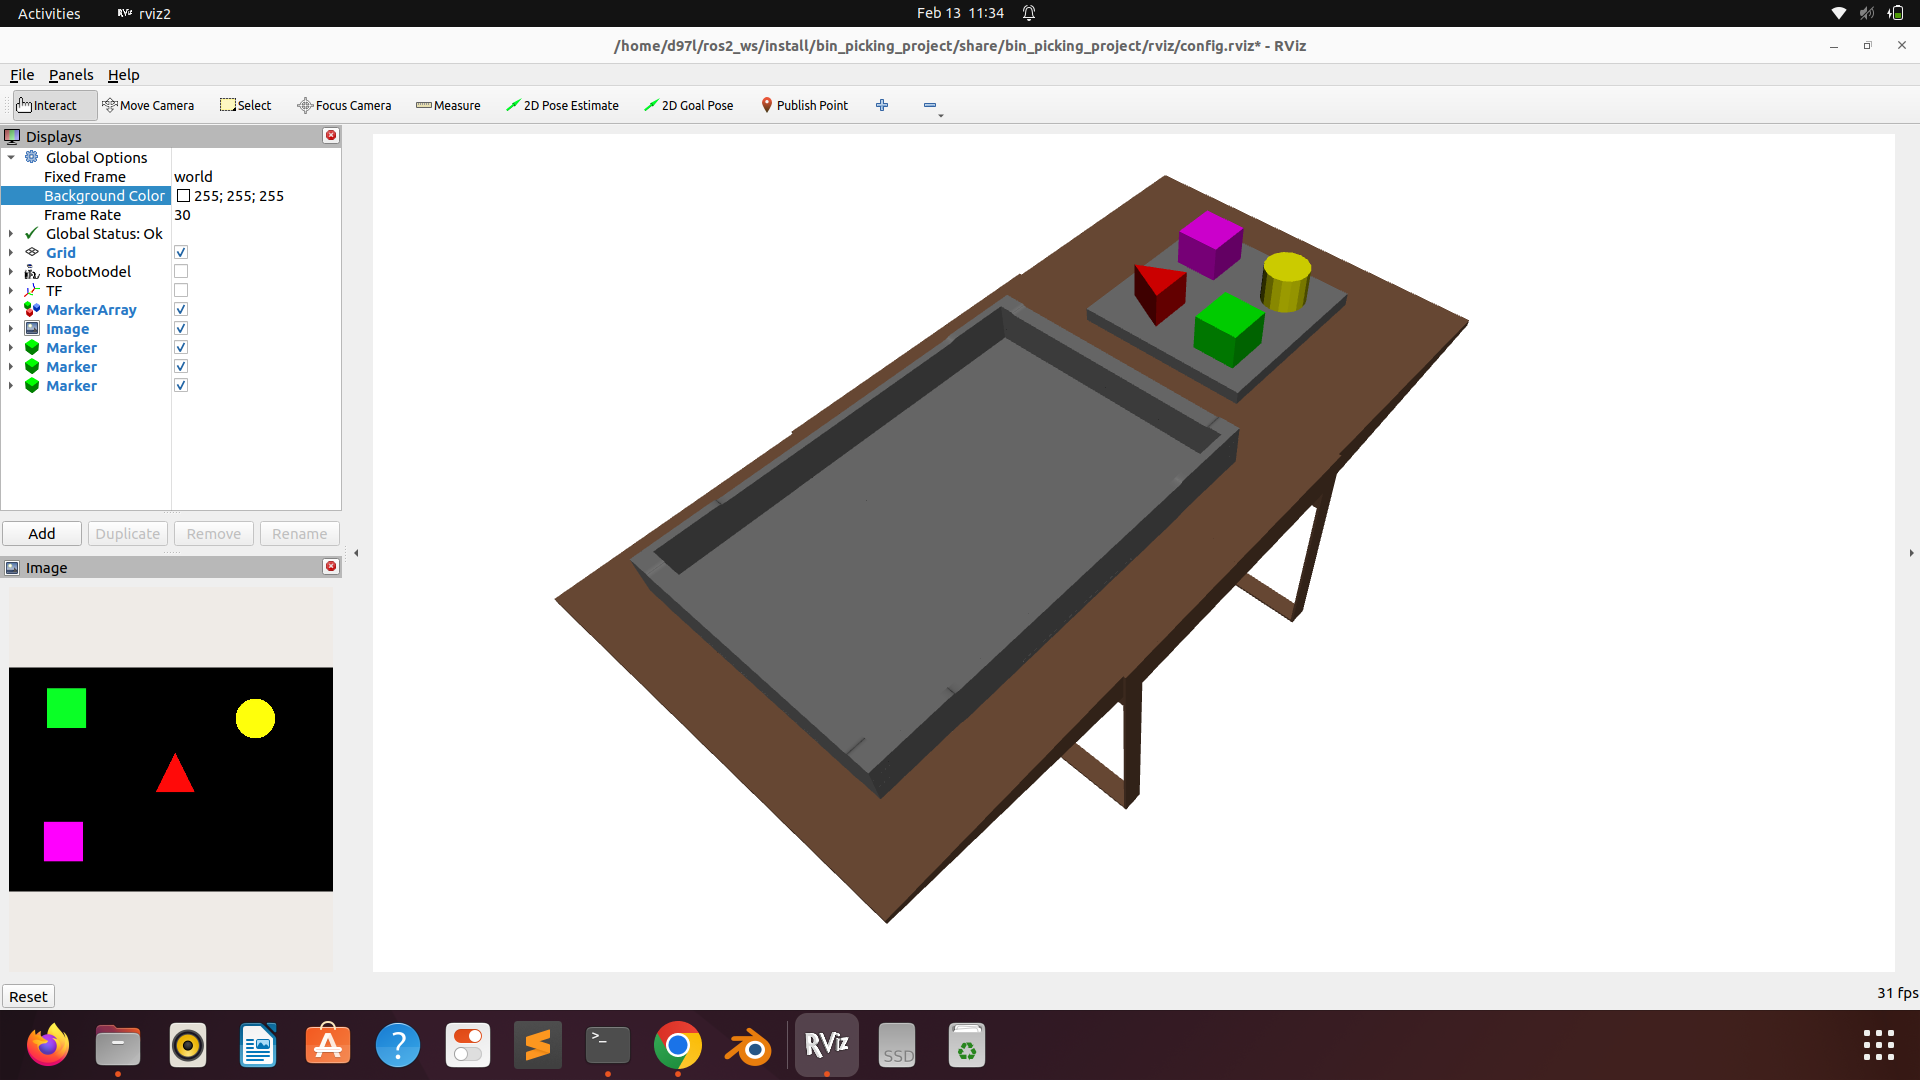 Activities
RViz rviz2
Feb 13 11:34
/home/d97l/ros2_ws/install/bin_picking_project/share/bin_picking_project/rviz/config.rviz* - RViz
File Panels Help
Interact Move Camera Select Focus Camera Measure 2D Pose Estimate 2D Goal Pose Publish Point
Displays
Global Options
Fixed Frame world
Background Color 255; 255; 255
Frame Rate 30
Global Status: Ok
Grid
RobotModel
TF
MarkerArray
Image
Marker
Marker
Marker
Add Duplicate Remove Rename
Image
Reset
31 fps
RViz
SSD